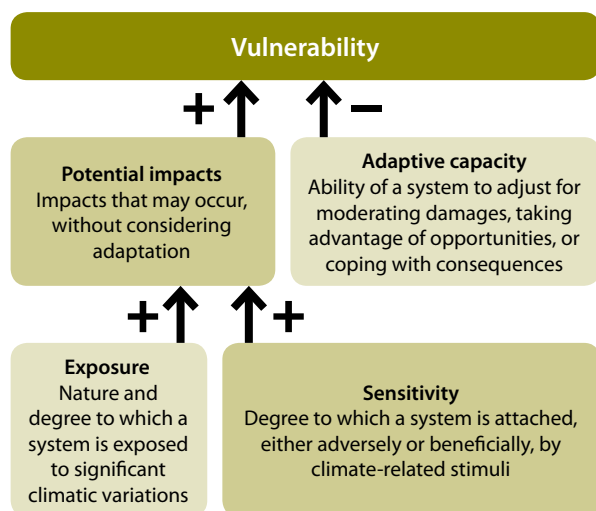 Vulnerability
+
−
Potential impacts
Impacts that may occur,
without considering
adaptation
Adaptive capacity
Ability of a system to adjust for
moderating damages, taking
advantage of opportunities, or
coping with consequences
+
+
Exposure
Nature and
degree to which a
system is exposed
to significant
climatic variations
Sensitivity
Degree to which a system is attached,
either adversely or beneficially, by
climate-related stimuli